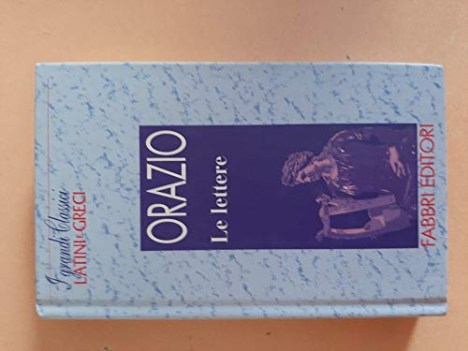 I grandi Classici
LATINI e GRECI
ORAZIO
Le lettere
FABBRI EDITORI